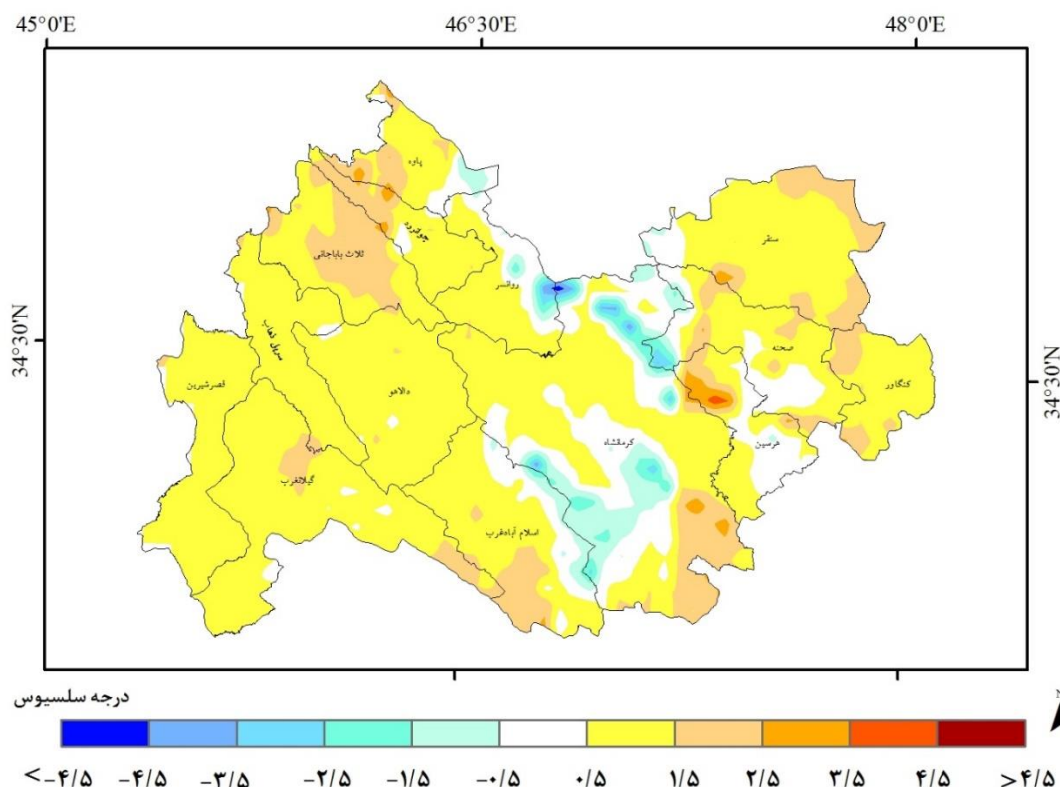 45°0'E 46°30'E 48°0'E
34°30'N
34°30'N
پاوه
جوانرود
ثلاث باباجانی
روانسر
سنقر
صحنه
کنگاور
سرپل ذهاب
قصرشیرین
دالاهو
کرمانشاه
هرسین
گیلانغرب
اسلام آبادغرب
درجه سلسیوس
N
<-۴/۵ -۴/۵ -۳/۵ -۲/۵ -۱/۵ -۰/۵ ۰/۵ ۱/۵ ۲/۵ ۳/۵ ۴/۵ >۴/۵